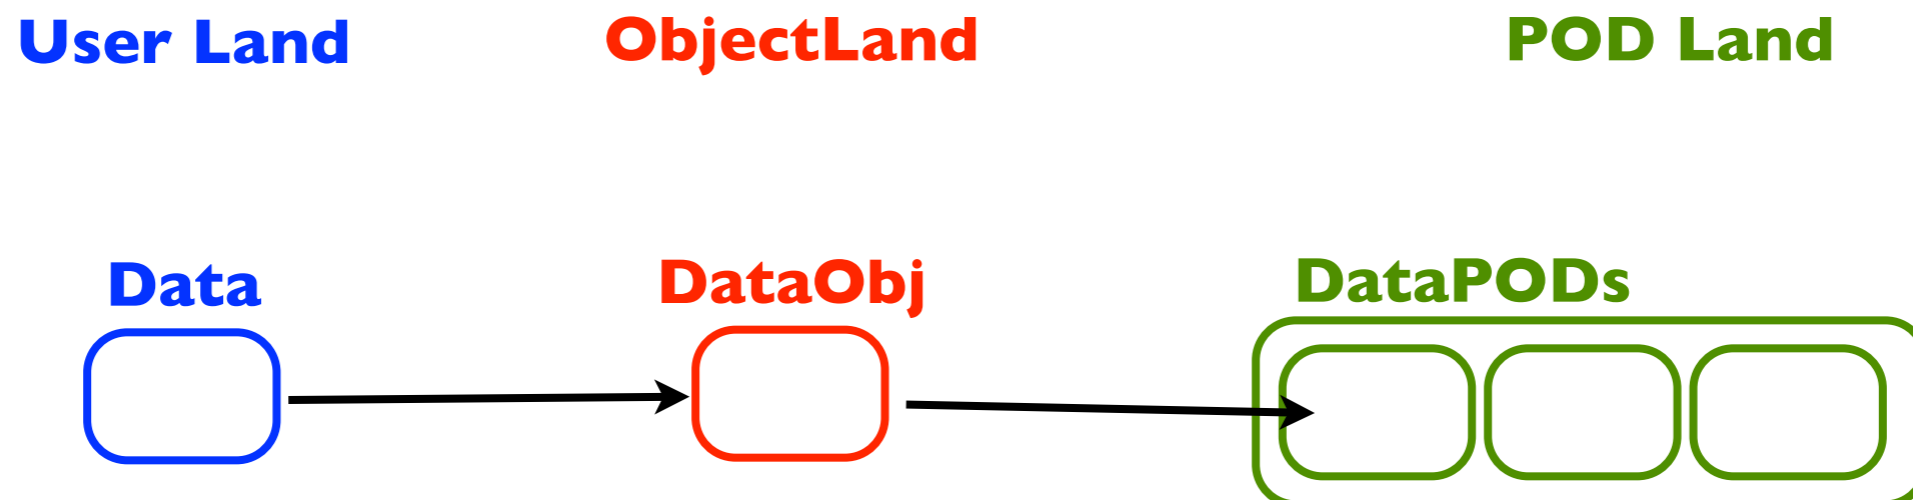 User Land
ObjectLand
POD Land
Data
DataObj
DataPODs